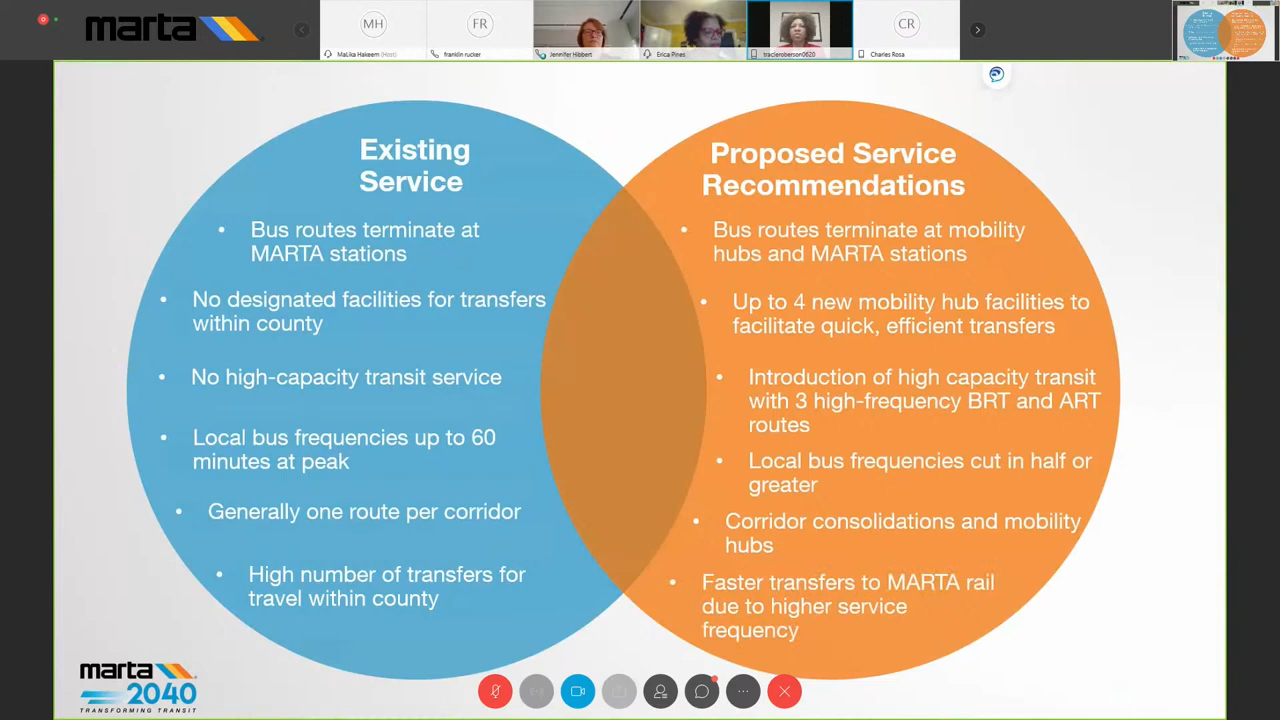 marta
MH
FR
CR
MaLika Hakeem (Host)
franklin rucker
Jennifer Hibbert
Erica Pines
tracieroberson0620
Charles Rosa
Existing
Service
• Bus routes terminate at
MARTA stations
• No designated facilities for transfers
within county
• No high-capacity transit service
• Local bus frequencies up to 60
minutes at peak
• Generally one route per corridor
• High number of transfers for
travel within county
Proposed Service
Recommendations
• Bus routes terminate at mobility
hubs and MARTA stations
• Up to 4 new mobility hub facilities to
facilitate quick, efficient transfers
• Introduction of high capacity transit
with 3 high-frequency BRT and ART
routes
• Local bus frequencies cut in half or
greater
• Corridor consolidations and mobility
hubs
• Faster transfers to MARTA rail
due to higher service
frequency
marta
2040
TRANSFORMING TRANSIT